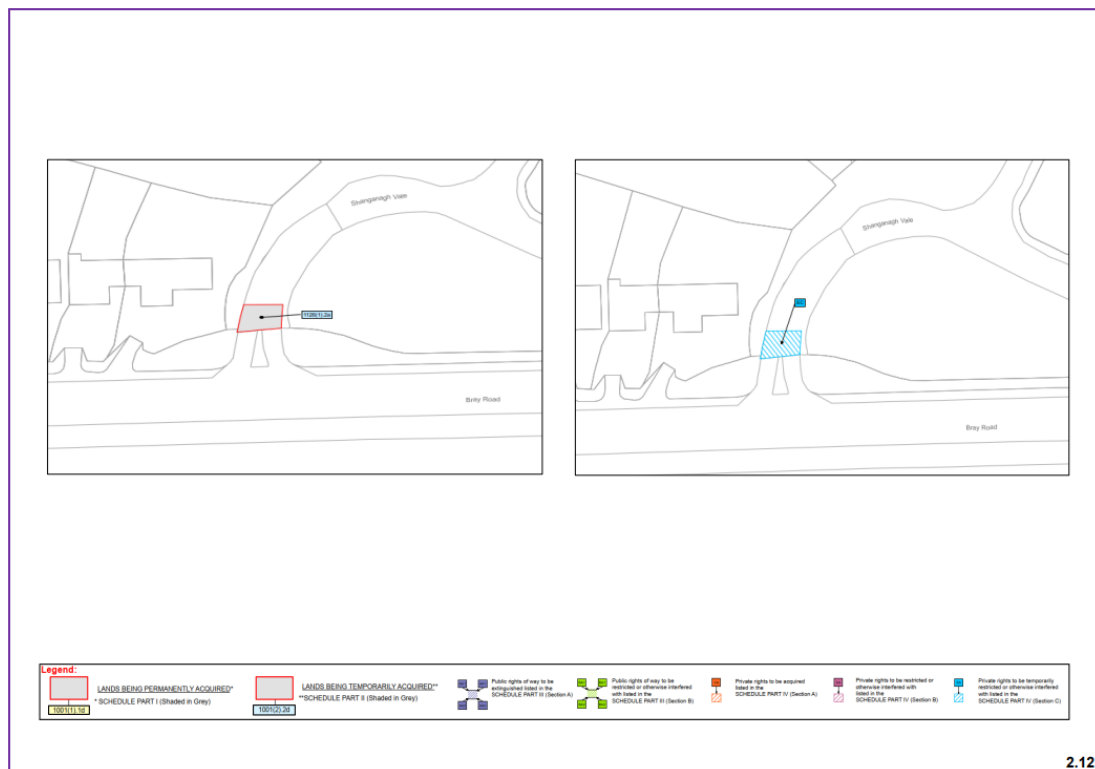 Shanganagh Vale
1126(1).2a
Bray Road
Shanganagh Vale
Bray Road
Legend:
LANDS BEING PERMANENTLY ACQUIRED*
* SCHEDULE PART I (Shaded in Grey)
1001(1).1d
LANDS BEING TEMPORARILY ACQUIRED**
**SCHEDULE PART II (Shaded in Grey)
1001(2).2d
Public rights of way to be
extinguished listed in the
SCHEDULE PART III (Section A)
Public rights of way to be
restricted or otherwise interfered
with listed in the
SCHEDULE PART III (Section B)
Private rights to be acquired
listed in the
SCHEDULE PART IV (Section A)
Private rights to be restricted or
otherwise interfered with
listed in the
SCHEDULE PART IV (Section B)
Private rights to be temporarily
restricted or otherwise interfered
with listed in the
SCHEDULE PART IV (Section C)
2.12